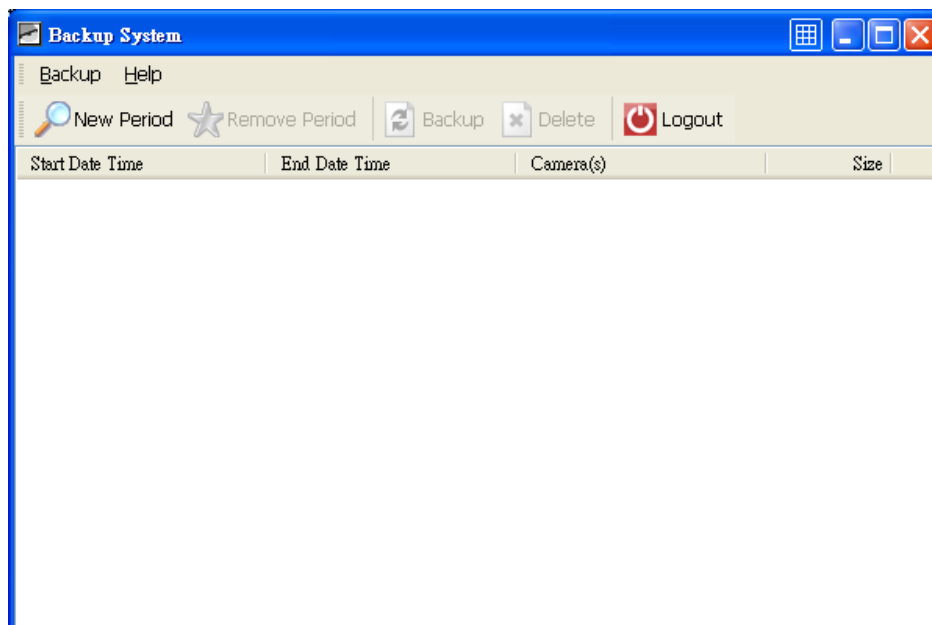 Backup System
Backup Help
New Period Remove Period Backup Delete Logout
Start Date Time End Date Time Camera(s) Size